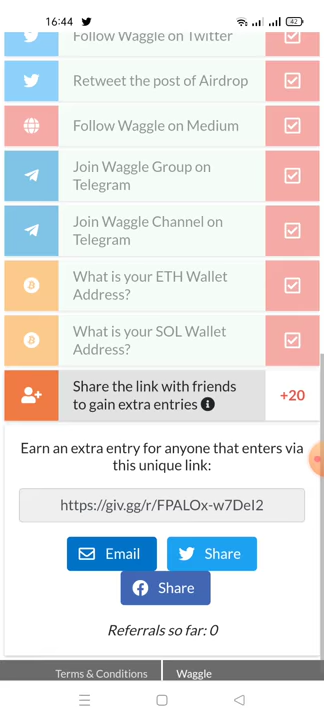 16:44
42
Follow Waggle on Twitter
Retweet the post of Airdrop
Follow Waggle on Medium
Join Waggle Group on
Telegram
Join Waggle Channel on
Telegram
What is your ETH Wallet
Address?
What is your SOL Wallet
Address?
Share the link with friends
to gain extra entries
+20
Earn an extra entry for anyone that enters via
this unique link:
https://giv.gg/r/FPALOx-w7DeI2
Email
Share
Share
Referrals so far: 0
Terms & Conditions
Waggle